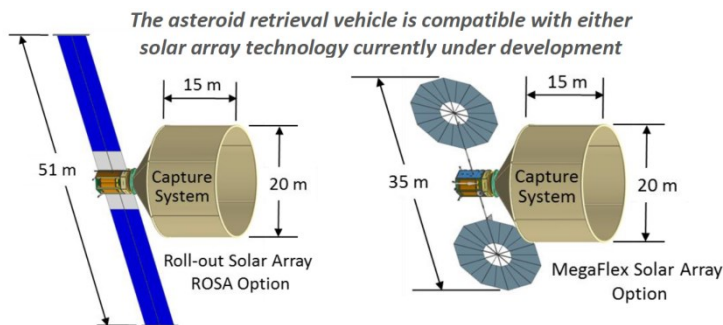 The asteroid retrieval vehicle is compatible with either
solar array technology currently under development
15 m
51 m
Capture
System
20 m
Roll-out Solar Array
ROSA Option
15 m
35 m
Capture
System
20 m
MegaFlex Solar Array
Option